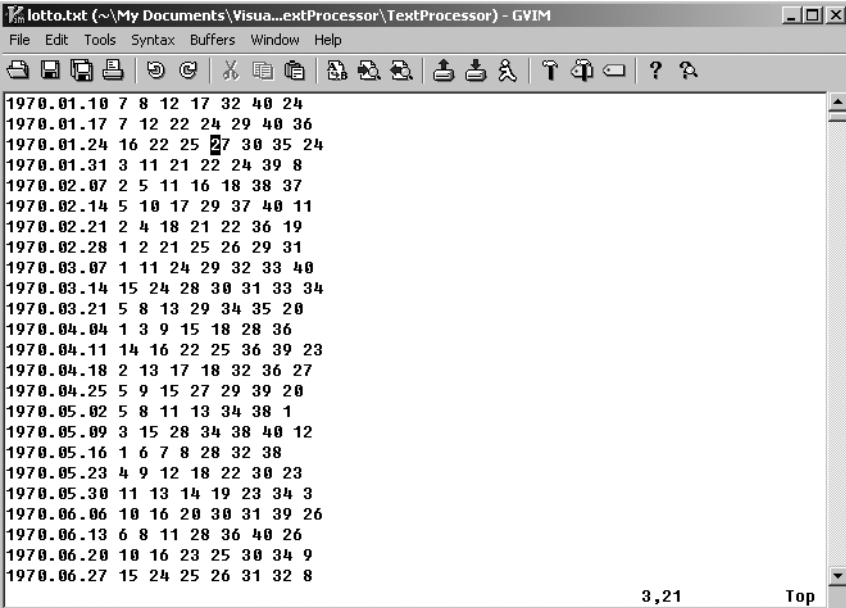 lotto.txt (~\My Documents\Visua...extProcessor\TextProcessor) - GVIM
File Edit Tools Syntax Buffers Window Help
1970.01.10 7 8 12 17 32 40 24
1970.01.17 7 12 22 24 29 40 36
1970.01.24 16 22 25 27 30 35 24
1970.01.31 3 11 21 22 24 39 8
1970.02.07 2 5 11 16 18 38 37
1970.02.14 5 10 17 29 37 40 11
1970.02.21 2 4 18 21 22 36 19
1970.02.28 1 2 21 25 26 29 31
1970.03.07 1 11 24 29 32 33 40
1970.03.14 15 24 28 30 31 33 34
1970.03.21 5 8 13 29 34 35 20
1970.04.04 1 3 9 15 18 28 36
1970.04.11 14 16 22 25 36 39 23
1970.04.18 2 13 17 18 32 36 27
1970.04.25 5 9 15 27 29 39 20
1970.05.02 5 8 11 13 34 38 1
1970.05.09 3 15 28 34 38 40 12
1970.05.16 1 6 7 8 28 32 38
1970.05.23 4 9 12 18 22 30 23
1970.05.30 11 13 14 19 23 34 3
1970.06.06 10 16 20 30 31 39 26
1970.06.13 6 8 11 28 36 40 26
1970.06.20 10 16 23 25 30 34 9
1970.06.27 15 24 25 26 31 32 8
3,21 Top